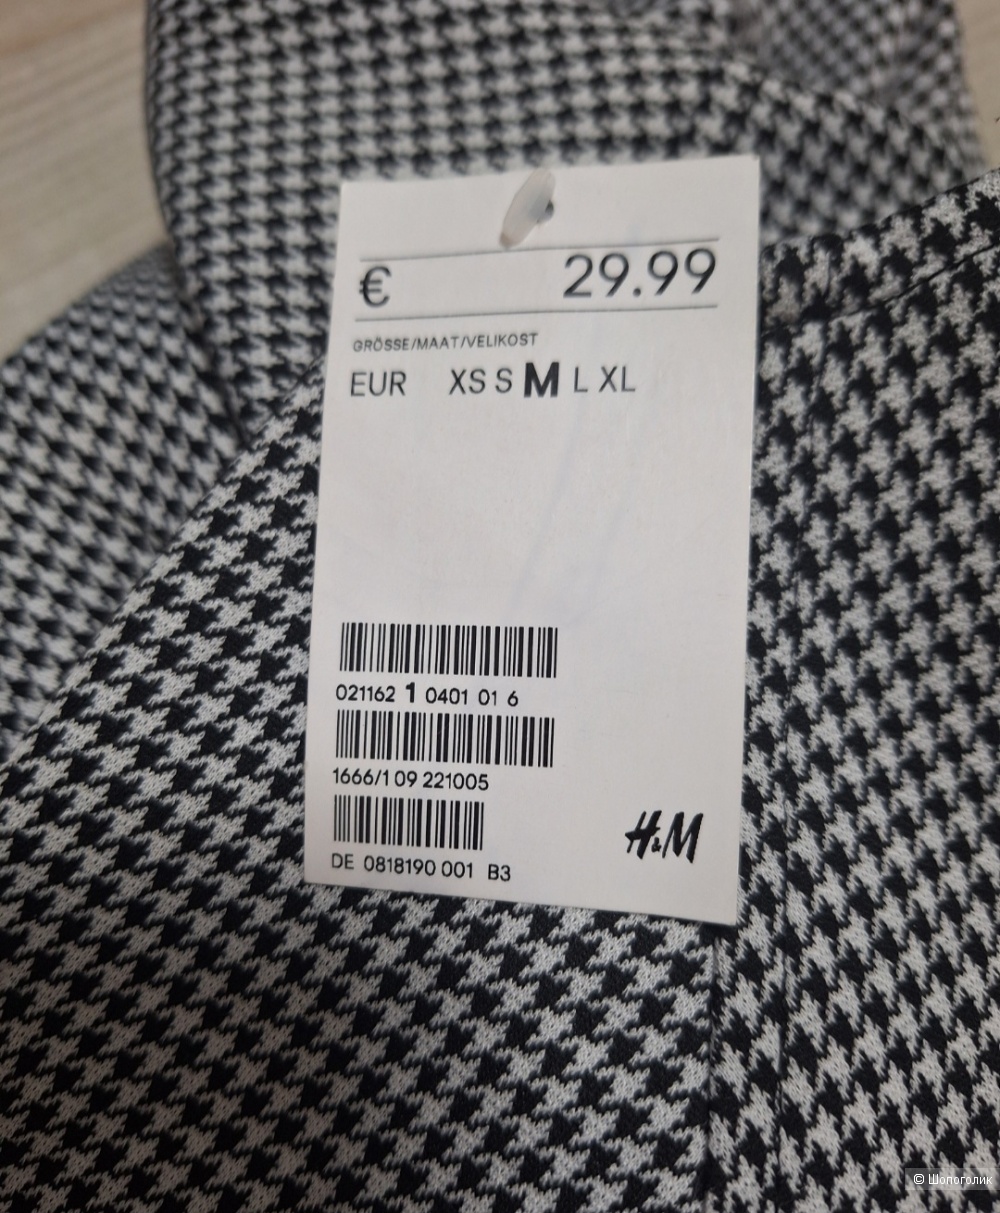 € 29.99
GRÖSSE/MAAT/VELIKOST
EUR XS S M L XL
021162 1 0401 01 6
1666/1 09 221005
DE 0818190 001 B3
H&M
© Шопоголик